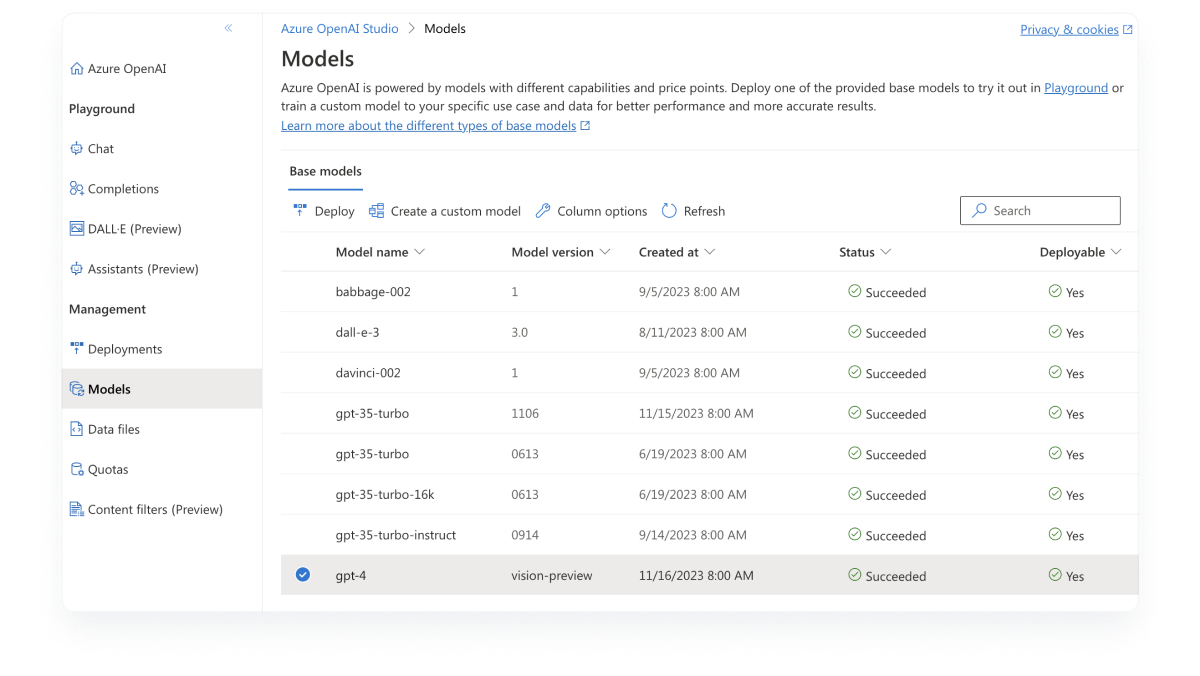 Azure OpenAI Studio > Models
Privacy & cookies
Azure OpenAI
Playground
Chat
Completions
DALL·E (Preview)
Assistants (Preview)
Management
Deployments
Models
Data files
Quotas
Content filters (Preview)
Models
Azure OpenAI is powered by models with different capabilities and price points. Deploy one of the provided base models to try it out in Playground or
train a custom model to your specific use case and data for better performance and more accurate results.
Learn more about the different types of base models
Base models
Deploy Create a custom model Column options Refresh Search
Model name Model version Created at Status Deployable
babbage-002 1 9/5/2023 8:00 AM Succeeded Yes
dall-e-3 3.0 8/11/2023 8:00 AM Succeeded Yes
davinci-002 1 9/5/2023 8:00 AM Succeeded Yes
gpt-35-turbo 1106 11/15/2023 8:00 AM Succeeded Yes
gpt-35-turbo 0613 6/19/2023 8:00 AM Succeeded Yes
gpt-35-turbo-16k 0613 6/19/2023 8:00 AM Succeeded Yes
gpt-35-turbo-instruct 0914 9/14/2023 8:00 AM Succeeded Yes
gpt-4 vision-preview 11/16/2023 8:00 AM Succeeded Yes